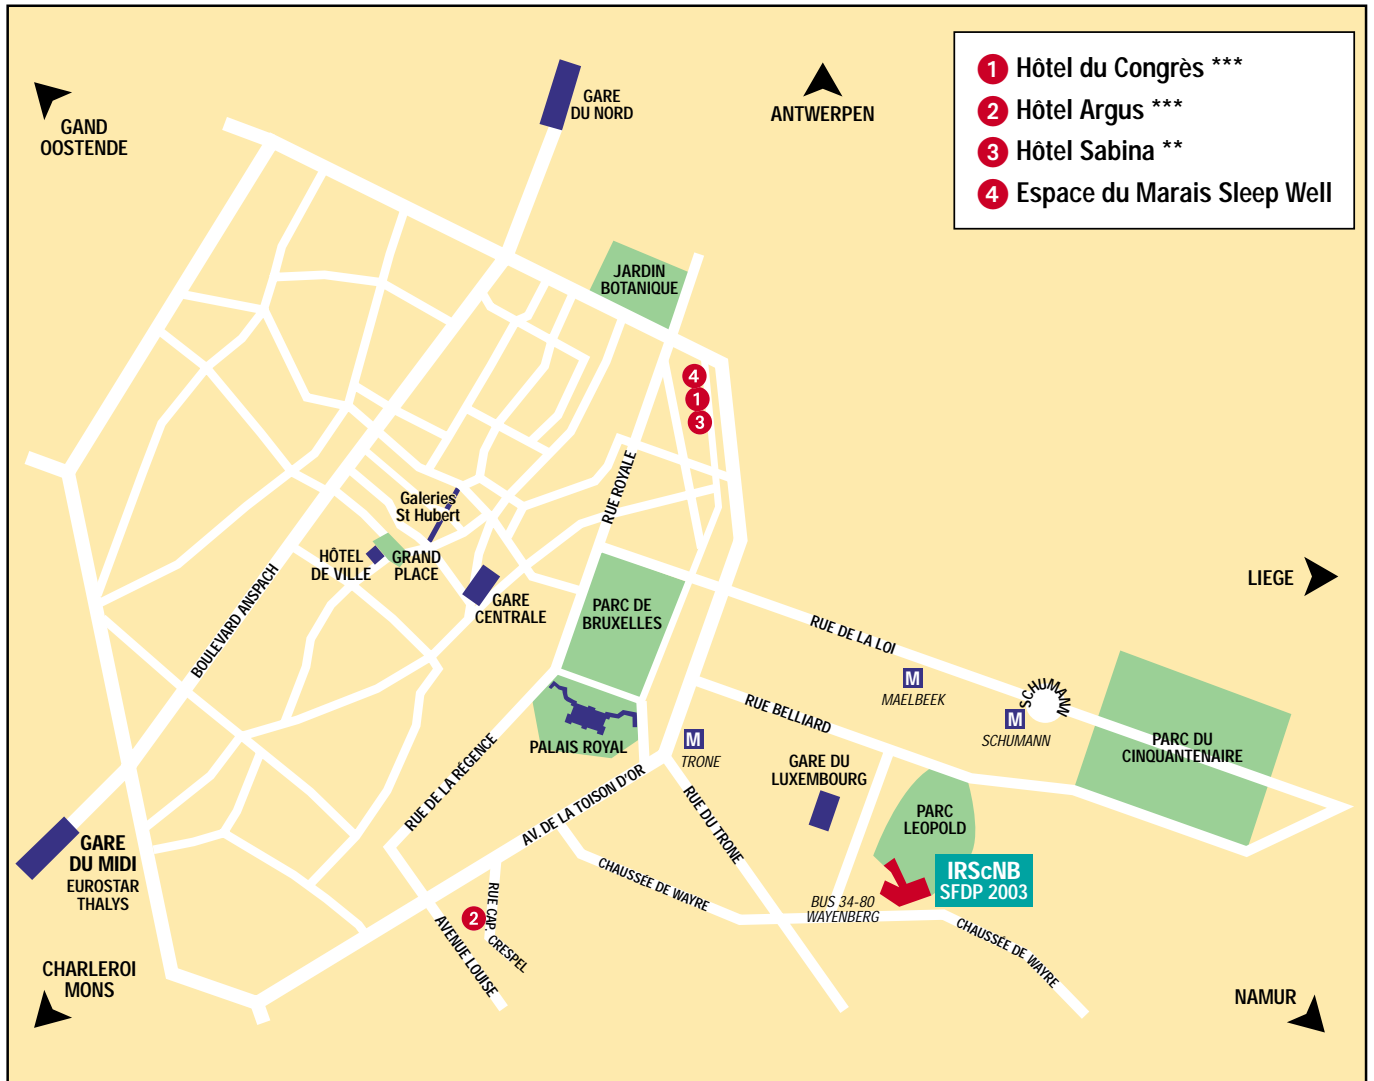 GAND
OOSTENDE
GARE
DU NORD
ANTWERPEN
1 Hôtel du Congrès ***
2 Hôtel Argus ***
3 Hôtel Sabina **
4 Espace du Marais Sleep Well
JARDIN
BOTANIQUE
4
1
3
RUE ROYALE
Galeries
St Hubert
HÔTEL
DE VILLE
GRAND
PLACE
GARE
CENTRALE
BOULEVARD ANSPACH
PARC DE
BRUXELLES
LIEGE
RUE DE LA LOI
M
MAELBEEK
SCHUMANN
M
SCHUMANN
RUE BELLIARD
PARC DU
CINQUANTENAIRE
PALAIS ROYAL
M
TRONE
GARE DU
LUXEMBOURG
RUE DE LA RÉGENCE
AV. DE LA TOISON D'OR
RUE DU TRONE
PARC
LEOPOLD
GARE
DU MIDI
EUROSTAR
THALYS
CHAUSSÉE DE WAYRE
IRScNB
SFDP 2003
BUS 34-80
WAYENBERG
2
RUE CAP.
CRESPEL
AVENUE LOUISE
CHAUSSÉE DE WAYRE
CHARLEROI
MONS
NAMUR